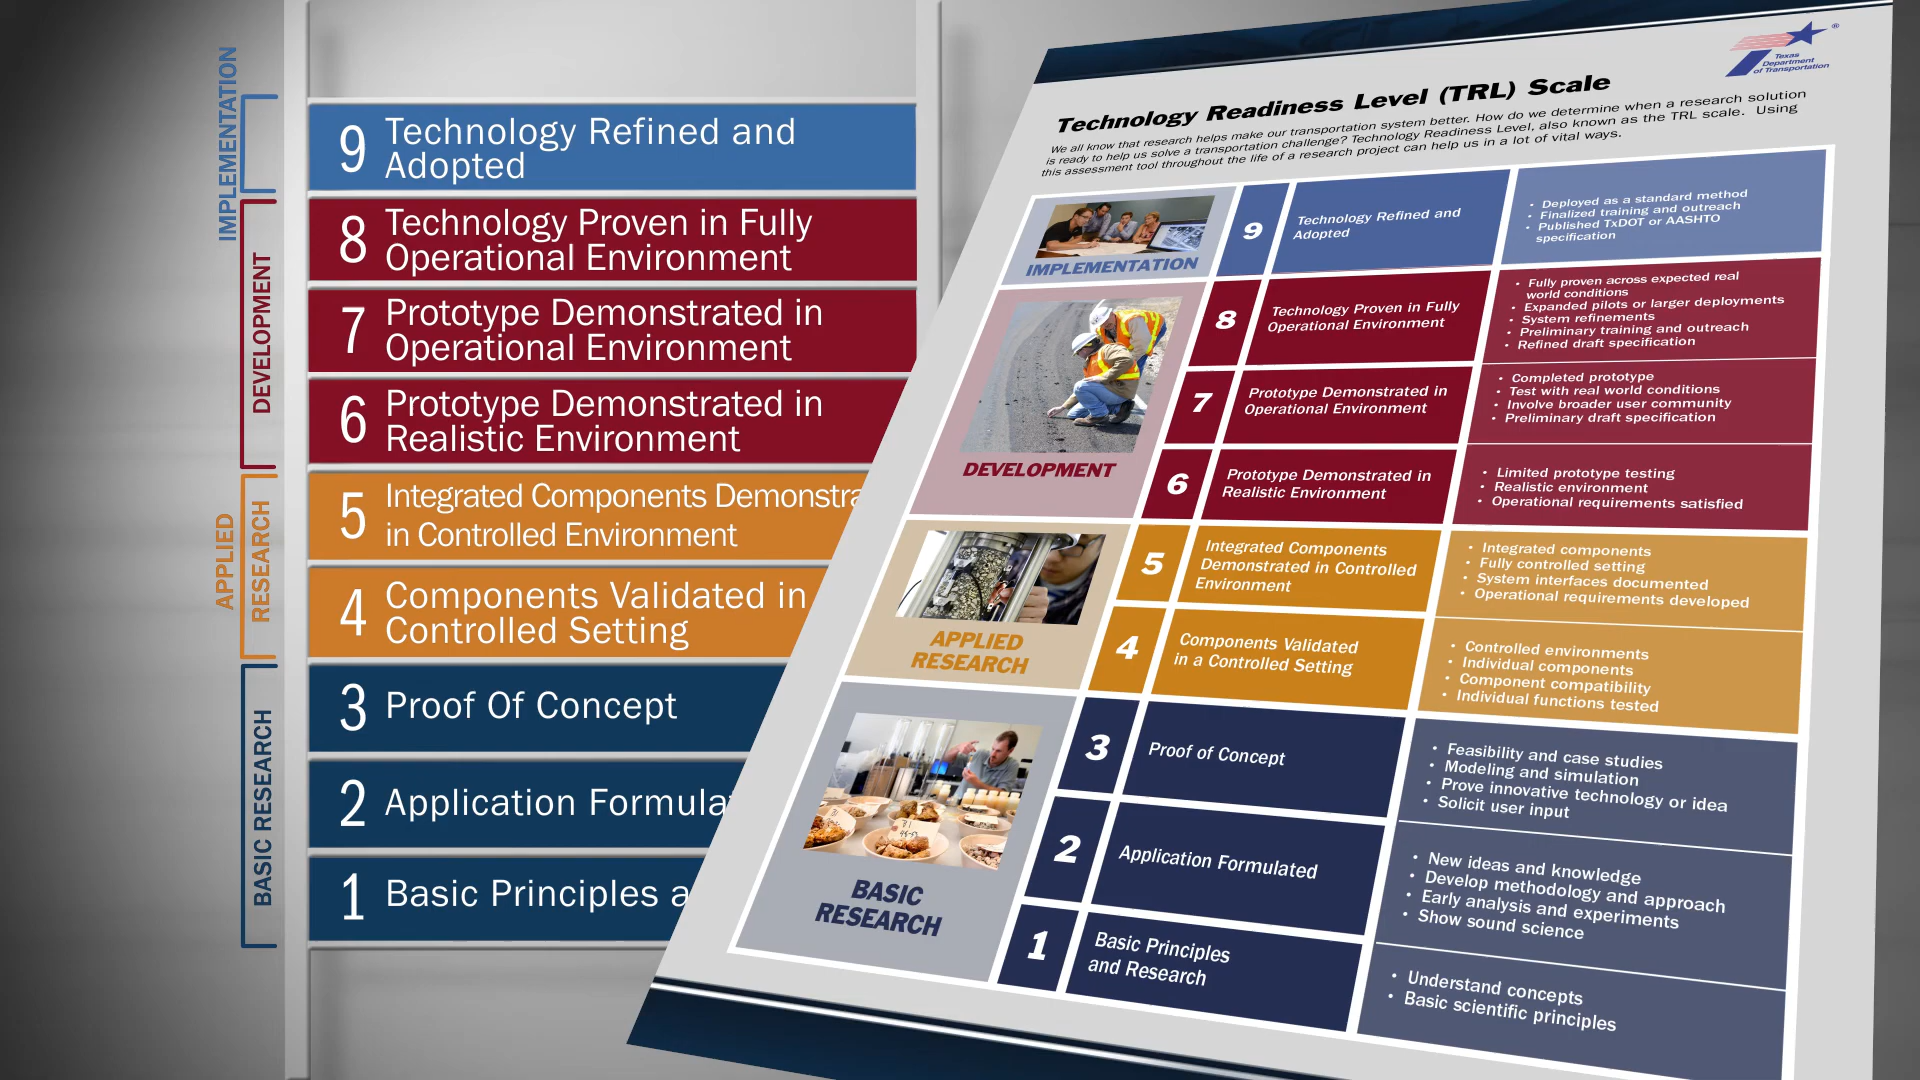 IMPLEMENTATION
DEVELOPMENT
APPLIED
RESEARCH
BASIC RESEARCH
9
Technology Refined and
Adopted
8
Technology Proven in Fully
Operational Environment
7
Prototype Demonstrated in
Operational Environment
6
Prototype Demonstrated in
Realistic Environment
5
Integrated Components Demonstra
in Controlled Environment
4
Components Validated in
Controlled Setting
3
Proof Of Concept
2
Application Formula
1
Basic Principles a
Texas
Department
of Transportation
®
Technology Readiness Level (TRL) Scale
We all know that research helps make our transportation system better. How do we determine when a research solution
is ready to help us solve a transportation challenge? Technology Readiness Level, also known as the TRL scale. Using
this assessment tool throughout the life of a research project can help us in a lot of vital ways.
IMPLEMENTATION
9
Technology Refined and
Adopted
• Deployed as a standard method
• Finalized training and outreach
• Published TxDOT or AASHTO
specification
DEVELOPMENT
8
Technology Proven in Fully
Operational Environment
• Fully proven across expected real
world conditions
• Expanded pilots or larger deployments
• System refinements
• Preliminary training and outreach
• Refined draft specification
7
Prototype Demonstrated in
Operational Environment
• Completed prototype
• Test with real world conditions
• Involve broader user community
• Preliminary draft specification
6
Prototype Demonstrated in
Realistic Environment
• Limited prototype testing
• Realistic environment
• Operational requirements satisfied
APPLIED
RESEARCH
5
Integrated Components
Demonstrated in Controlled
Environment
• Integrated components
• Fully controlled setting
• System interfaces documented
• Operational requirements developed
4
Components Validated
in a Controlled Setting
• Controlled environments
• Individual components
• Component compatibility
• Individual functions tested
BASIC
RESEARCH
3
Proof of Concept
• Feasibility and case studies
• Modeling and simulation
• Prove innovative technology or idea
• Solicit user input
2
Application Formulated
• New ideas and knowledge
• Develop methodology and approach
• Early analysis and experiments
• Show sound science
1
Basic Principles
and Research
• Understand concepts
• Basic scientific principles